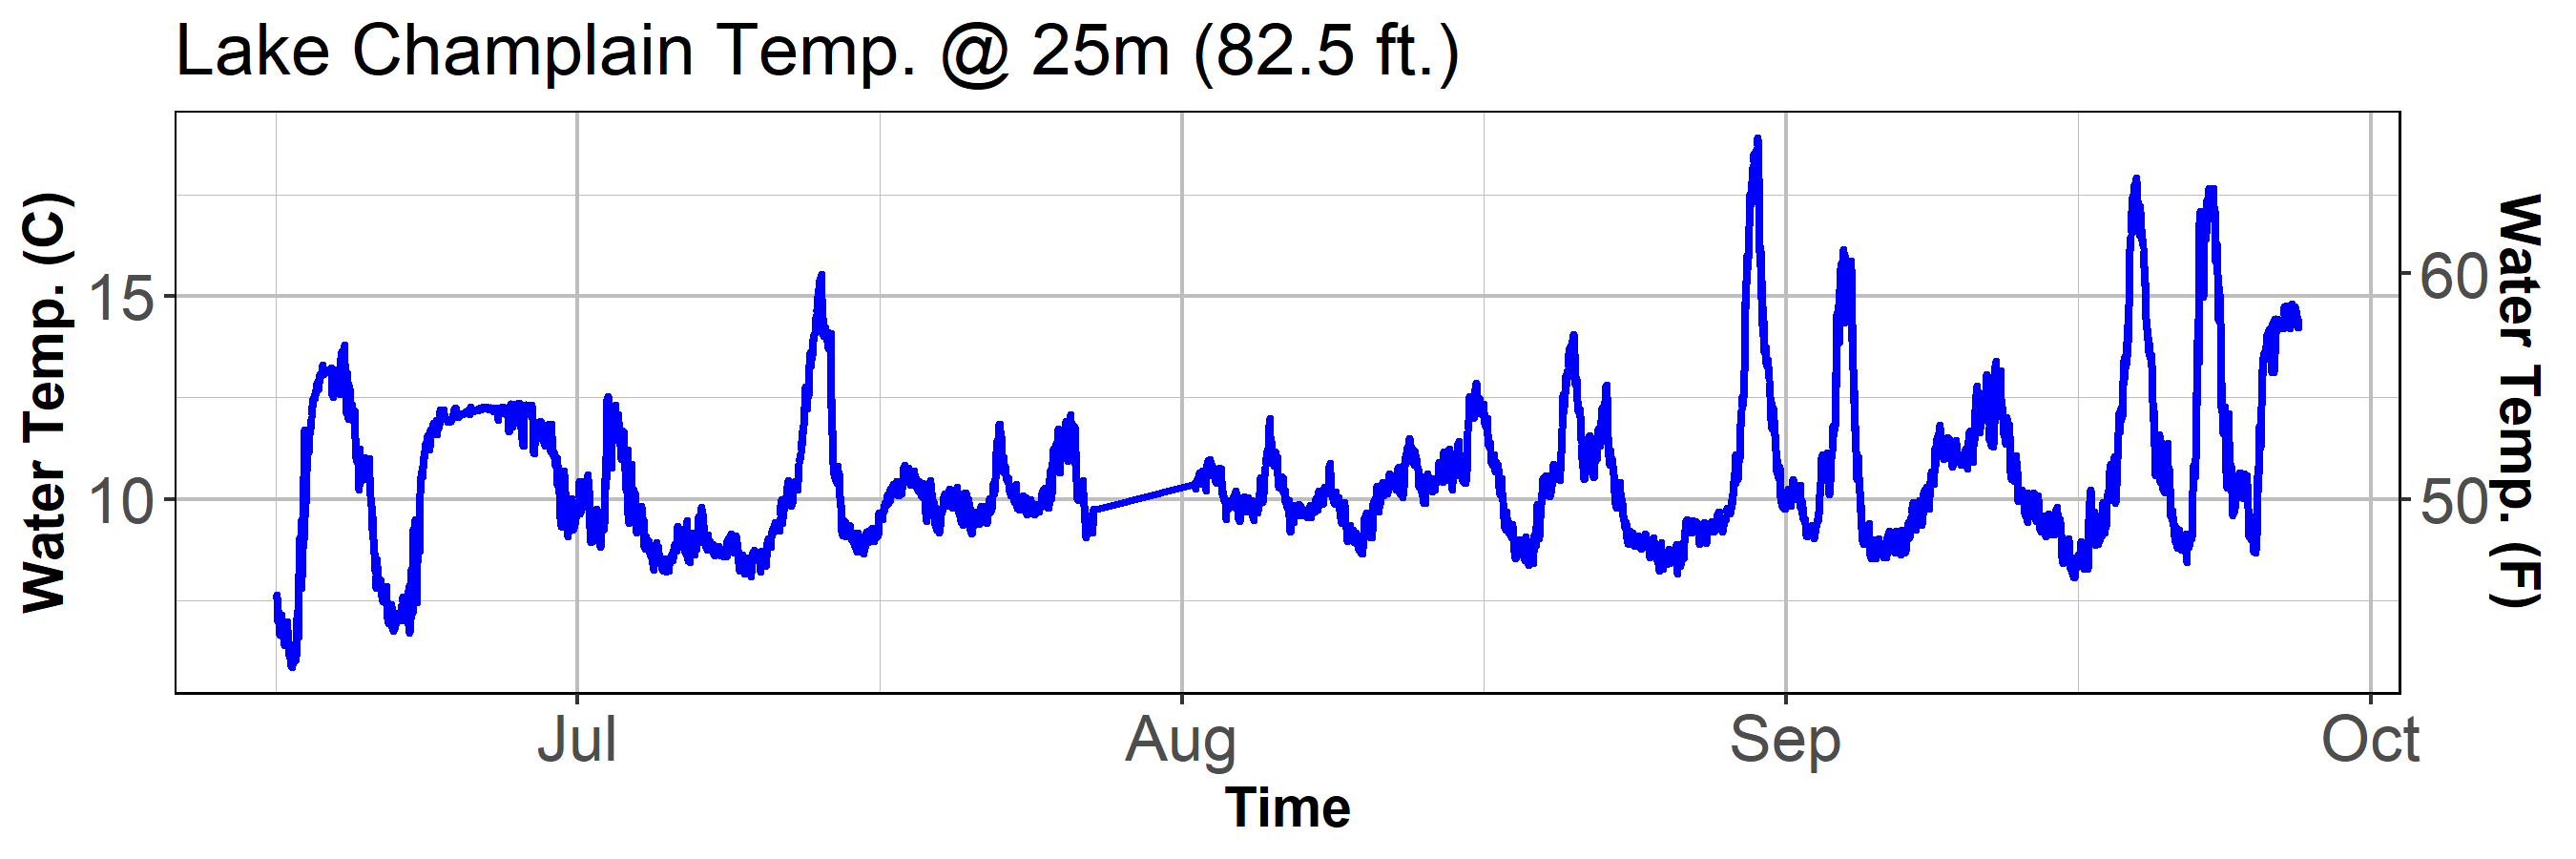 Lake Champlain Temp. @ 25m (82.5 ft.)
Water Temp. (C)
15
10
60
50
Water Temp. (F)
Jul
Aug
Sep
Oct
Time